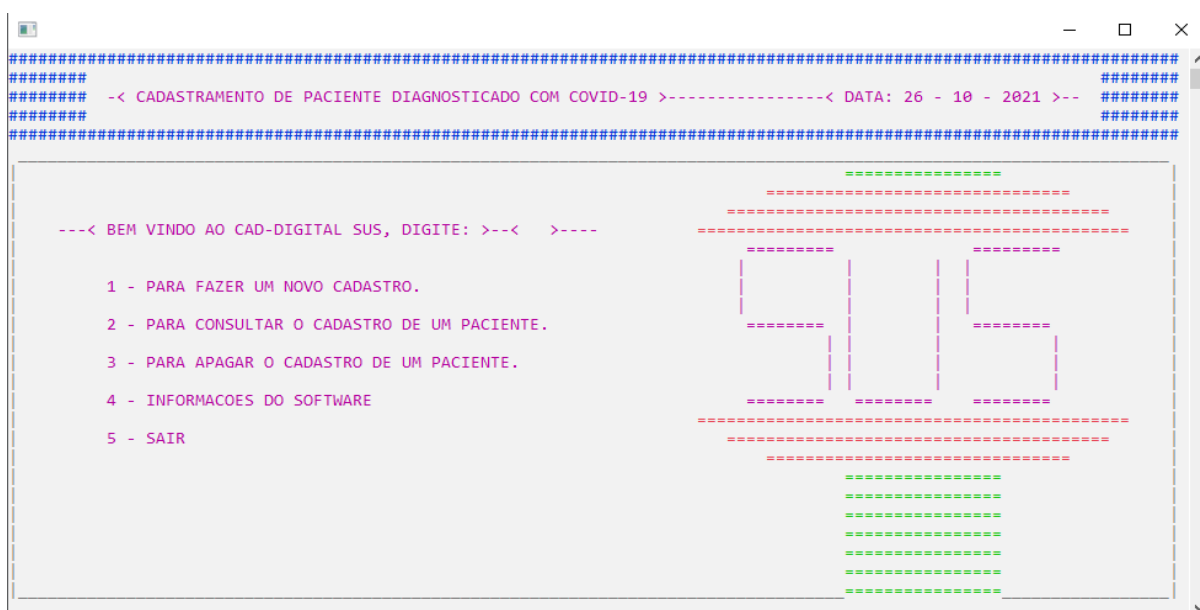 -< CADASTRAMENTO DE PACIENTE DIAGNOSTICADO COM COVID-19 >----------------< DATA: 26 - 10 - 2021 >--
---< BEM VINDO AO CAD-DIGITAL SUS, DIGITE: >--<   >----
1 - PARA FAZER UM NOVO CADASTRO.
2 - PARA CONSULTAR O CADASTRO DE UM PACIENTE.
3 - PARA APAGAR O CADASTRO DE UM PACIENTE.
4 - INFORMACOES DO SOFTWARE
5 - SAIR
SUS